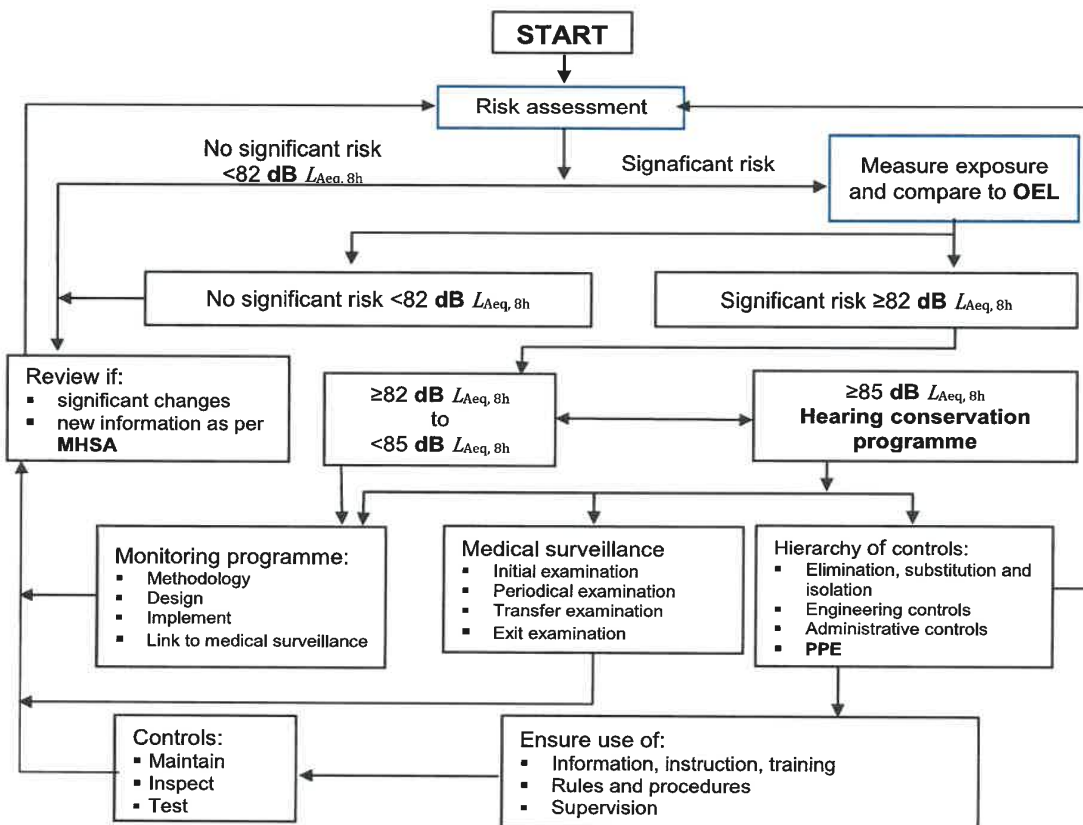 START
Risk assessment
No significant risk
<82 dB LAeq, 8h
Signaficant risk
Measure exposure
and compare to OEL
No significant risk <82 dB LAeq, 8h
Significant risk ≥82 dB LAeq, 8h
Review if:
▪ significant changes
▪ new information as per
MHSA
≥82 dB LAeq, 8h
to
<85 dB LAeq, 8h
≥85 dB LAeq, 8h
Hearing conservation
programme
Monitoring programme:
▪ Methodology
▪ Design
▪ Implement
▪ Link to medical surveillance
Medical surveillance
▪ Initial examination
▪ Periodical examination
▪ Transfer examination
▪ Exit examination
Hierarchy of controls:
▪ Elimination, substitution and
isolation
▪ Engineering controls
▪ Administrative controls
▪ PPE
Controls:
▪ Maintain
▪ Inspect
▪ Test
Ensure use of:
▪ Information, instruction, training
▪ Rules and procedures
▪ Supervision